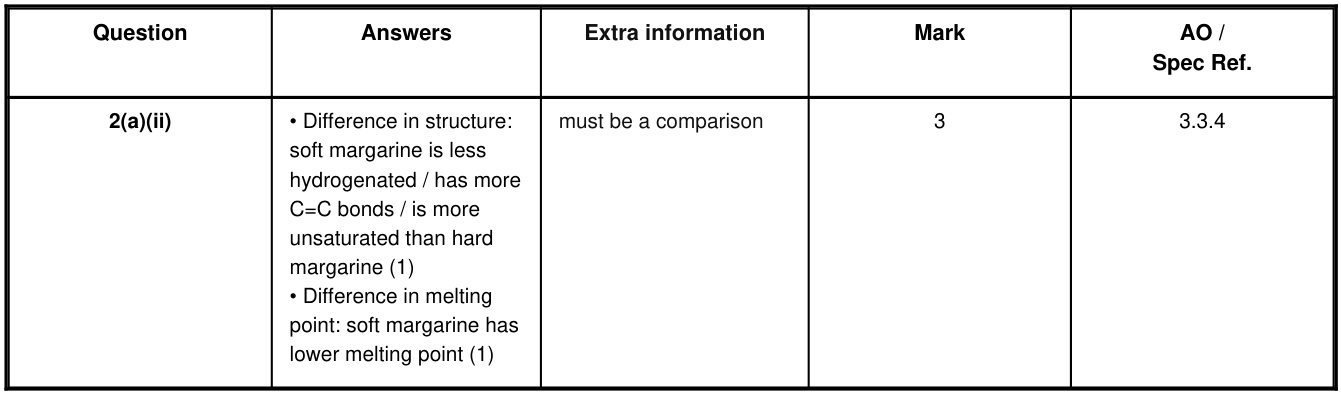 Question Answers Extra information Mark AO /
Spec Ref.
2(a)(ii) • Difference in structure: must be a comparison 3 3.3.4
soft margarine is less
hydrogenated / has more
C=C bonds / is more
unsaturated than hard
margarine (1)
• Difference in melting
point: soft margarine has
lower melting point (1)